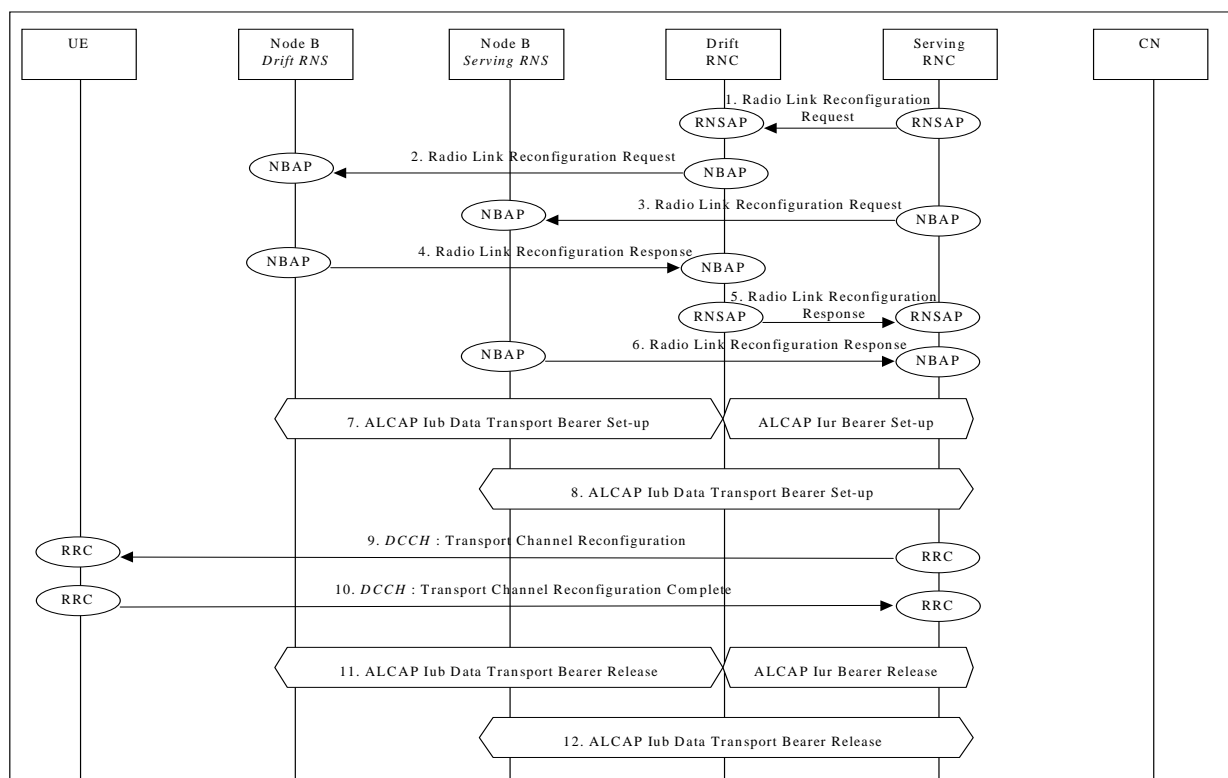 UE
Node B
Drift RNS
Node B
Serving RNS
Drift
RNC
Serving
RNC
CN
1. Radio Link Reconfiguration
Request
RNSAP
RNSAP
2. Radio Link Reconfiguration Request
NBAP
NBAP
3. Radio Link Reconfiguration Request
NBAP
NBAP
4. Radio Link Reconfiguration Response
NBAP
NBAP
5. Radio Link Reconfiguration
Response
RNSAP
RNSAP
6. Radio Link Reconfiguration Response
NBAP
NBAP
7. ALCAP Iub Data Transport Bearer Set-up
ALCAP Iur Bearer Set-up
8. ALCAP Iub Data Transport Bearer Set-up
9. DCCH : Transport Channel Reconfiguration
RRC
RRC
10. DCCH : Transport Channel Reconfiguration Complete
RRC
RRC
11. ALCAP Iub Data Transport Bearer Release
ALCAP Iur Bearer Release
12. ALCAP Iub Data Transport Bearer Release